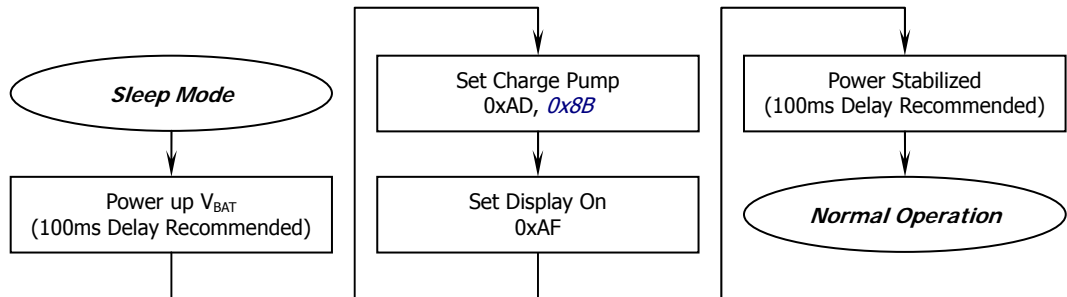 Sleep Mode
Power up VBAT
(100ms Delay Recommended)
Set Charge Pump
0xAD, 0x8B
Set Display On
0xAF
Power Stabilized
(100ms Delay Recommended)
Normal Operation